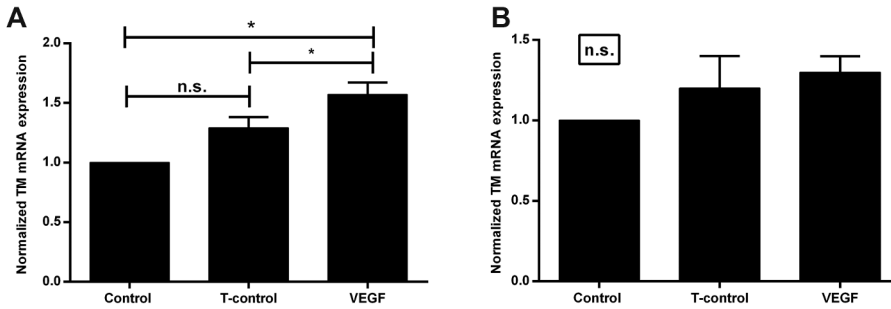 A
Normalized TM mRNA expression
2.0
1.5
1.0
0.5
0.0
*
*
n.s.
Control
T-control
VEGF
B
Normalized TM mRNA expression
1.5
1.0
0.5
0.0
n.s.
Control
T-control
VEGF